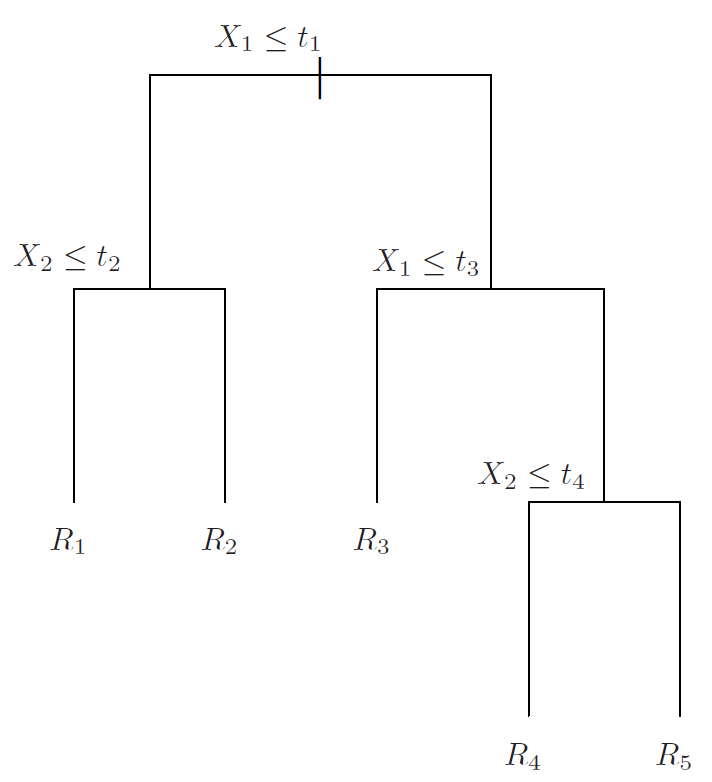 X₁ ≤ t₁
X₂ ≤ t₂
X₁ ≤ t₃
X₂ ≤ t₄
R₁
R₂
R₃
R₄
R₅